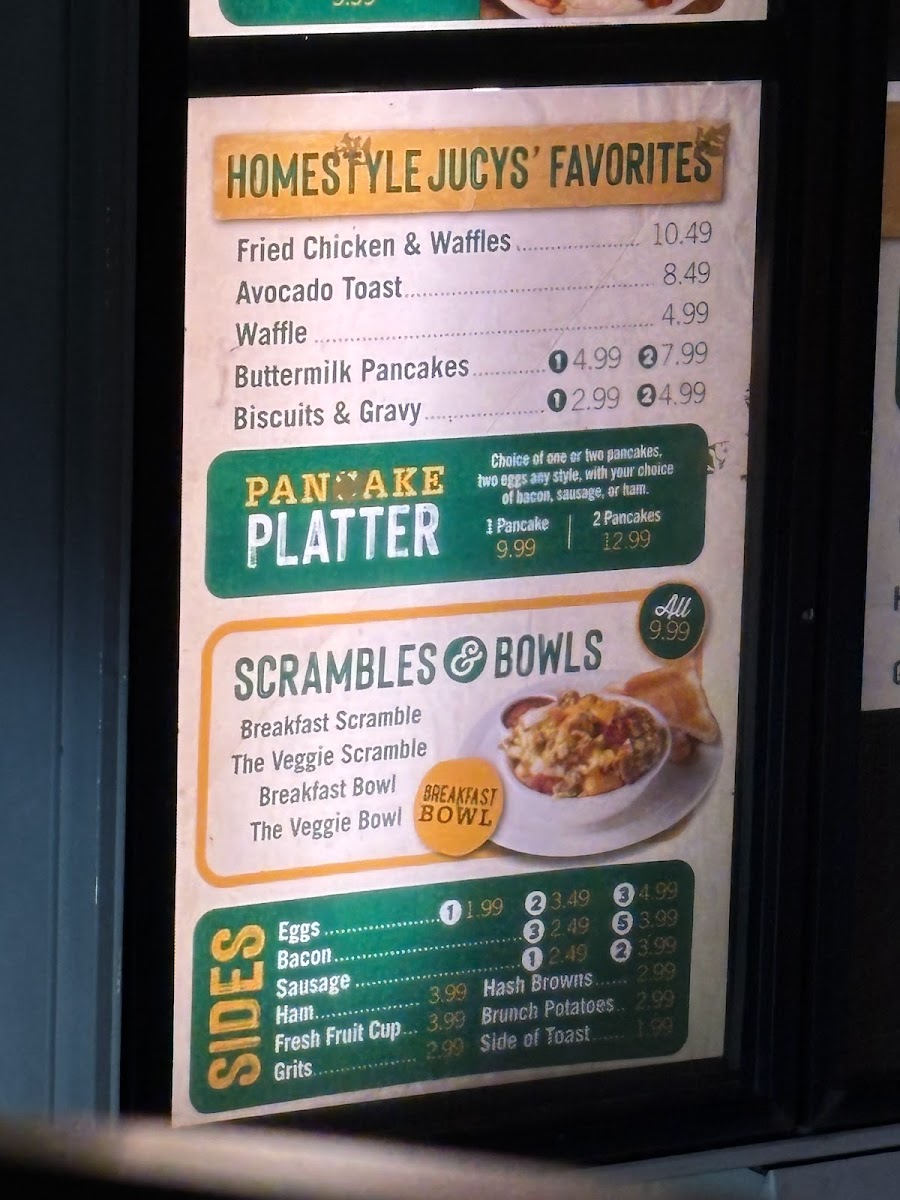 9.99
HOMESTYLE JUCYS' FAVORITES
Fried Chicken & Waffles ........ 10.49
Avocado Toast ........ 8.49
Waffle ........ 4.99
Buttermilk Pancakes ........ 1 4.99 2 7.99
Biscuits & Gravy ........ 1 2.99 2 4.99
PANCAKE
PLATTER
Choice of one or two pancakes,
two eggs any style, with your choice
of bacon, sausage, or ham.
1 Pancake | 2 Pancakes
9.99 12.99
All
9.99
SCRAMBLES & BOWLS
Breakfast Scramble
The Veggie Scramble
Breakfast Bowl
The Veggie Bowl
BREAKFAST
BOWL
SIDES
Eggs ........ 1 1.99 2 3.49 3 4.99
Bacon ........ 3 2.49 5 3.99
Sausage ........ 1 2.49 2 3.99
Ham ........ 3.99
Fresh Fruit Cup ... 3.99
Grits ........ 2.99
Hash Browns ...... 2.99
Brunch Potatoes .. 2.99
Side of Toast ...... 1.99